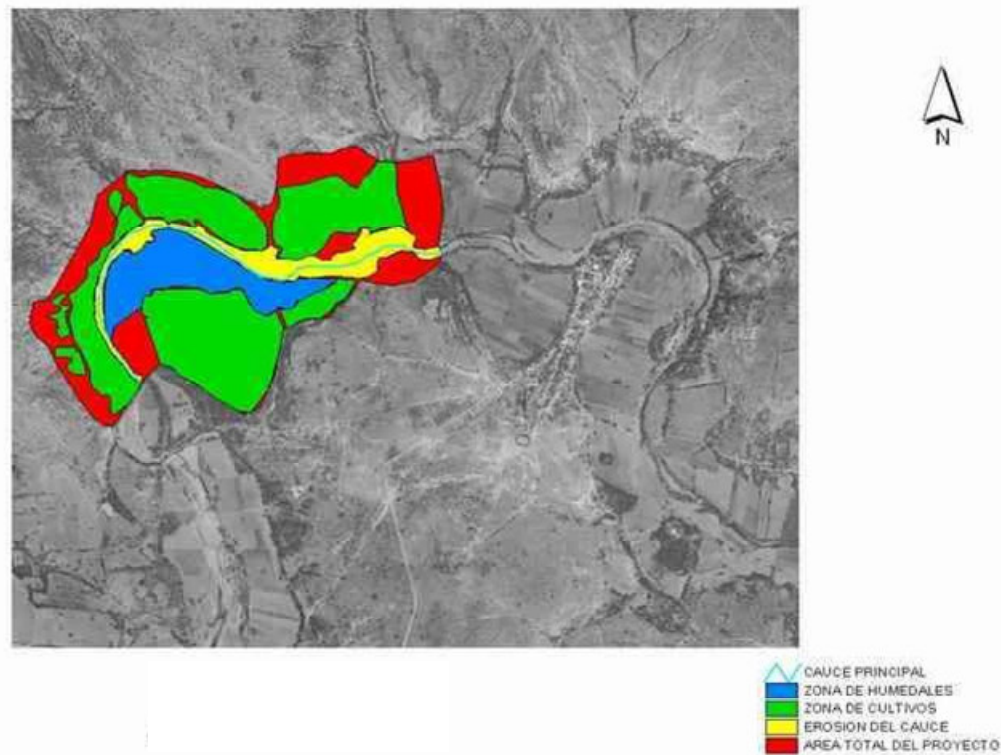 N
CAUCE PRINCIPAL
ZONA DE HUMEDALES
ZONA DE CULTIVOS
EROSION DEL CAUCE
AREA TOTAL DEL PROYECTO